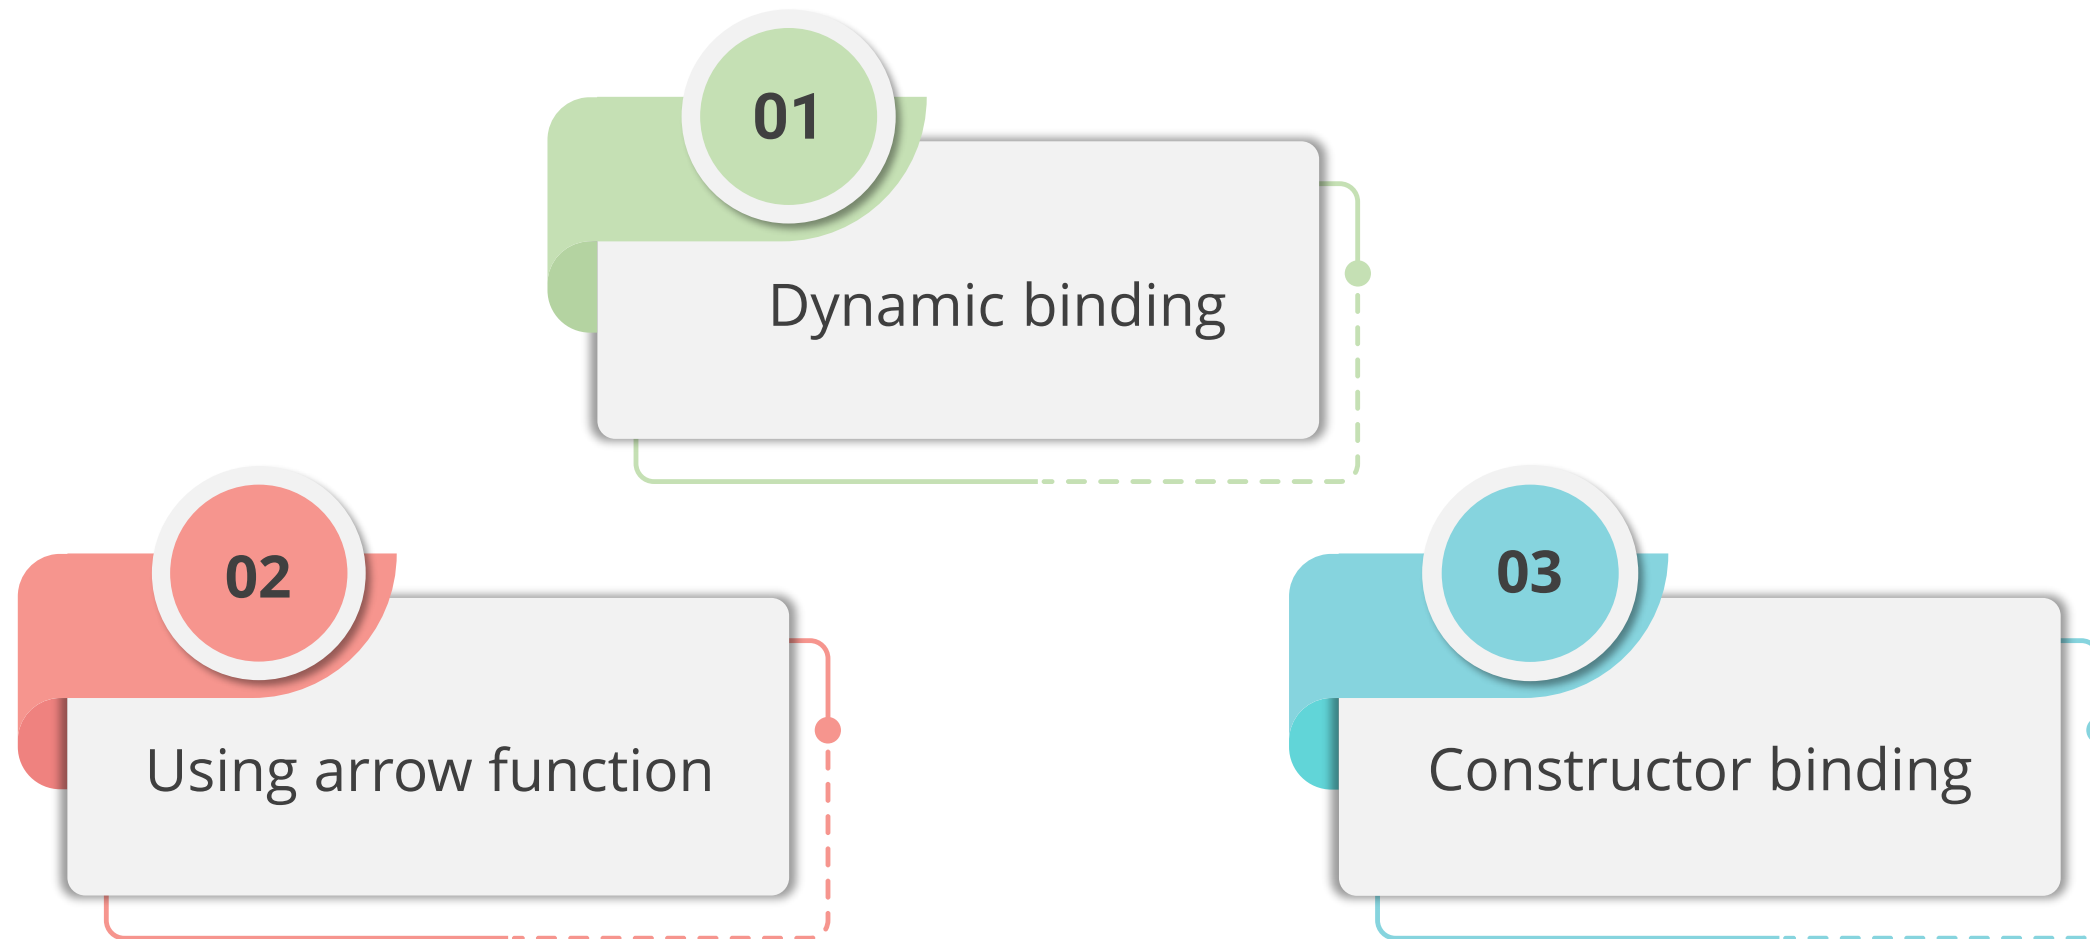 01
Dynamic binding
02
Using arrow function
03
Constructor binding